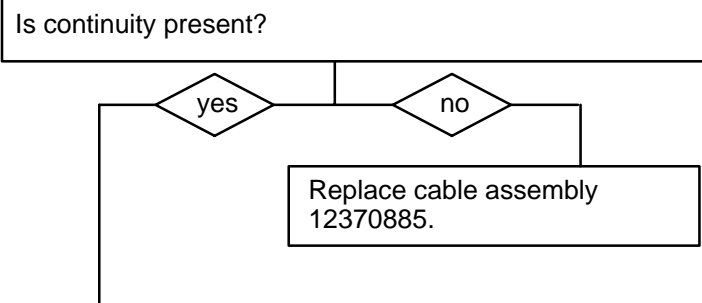 Is continuity present?
yes
no
Replace cable assembly
12370885.